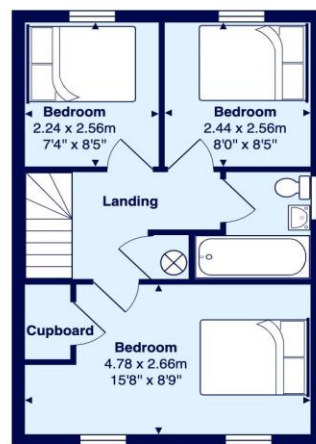 Bedroom
2.24 x 2.56m
7'4" x 8'5"
Bedroom
2.44 x 2.56m
8'0" x 8'5"
Landing
Cupboard
Bedroom
4.78 x 2.66m
15'8" x 8'9"